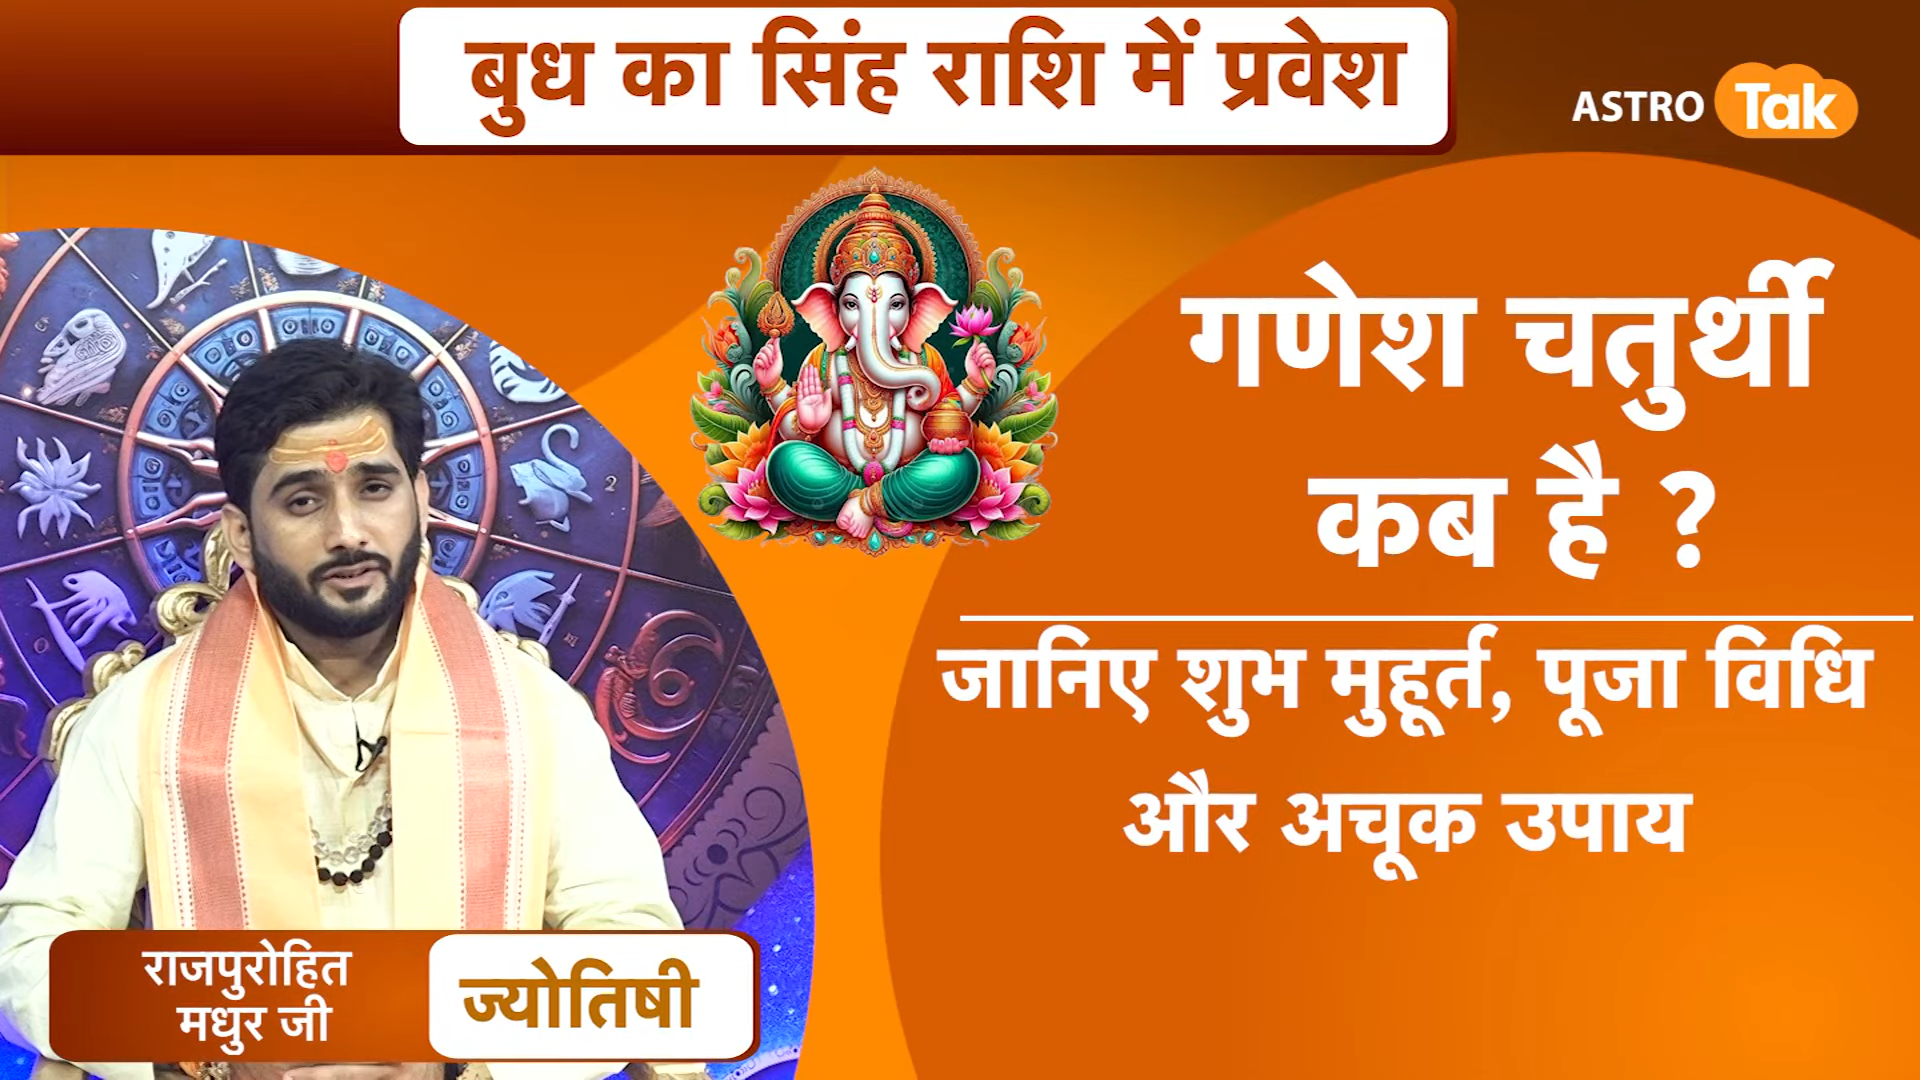 बुध का सिंह राशि में प्रवेश
ASTRO Tak
गणेश चतुर्थी
कब है ?
जानिए शुभ मुहूर्त, पूजा विधि
और अचूक उपाय
राजपुरोहित
मधुर जी
ज्योतिषी